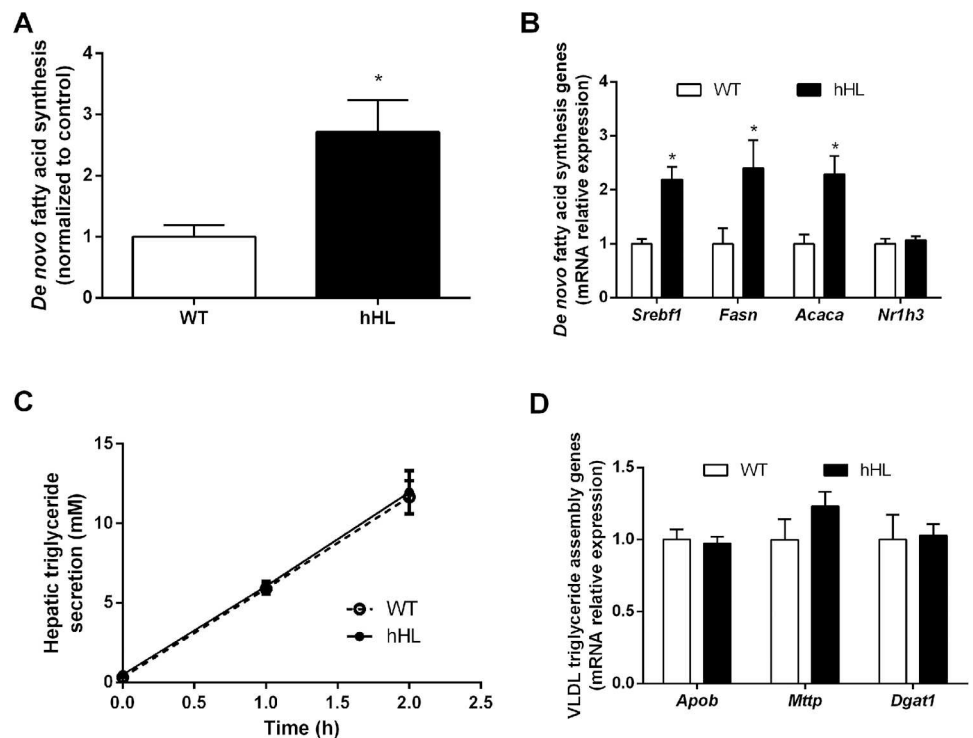 A
De novo fatty acid synthesis
(normalized to control)
4
3
2
1
0
*
WT
hHL
B
De novo fatty acid synthesis genes
(mRNA relative expression)
WT
hHL
4
2
1
0
*
*
*
Srebf1
Fasn
Acaca
Nr1h3
C
Hepatic triglyceride
secretion (mM)
15
10
5
0
WT
hHL
0.0
0.5
1.0
1.5
2.0
2.5
Time (h)
D
VLDL triglyceride assembly genes
(mRNA relative expression)
WT
hHL
1.5
1.0
0.5
0.0
Apob
Mttp
Dgat1